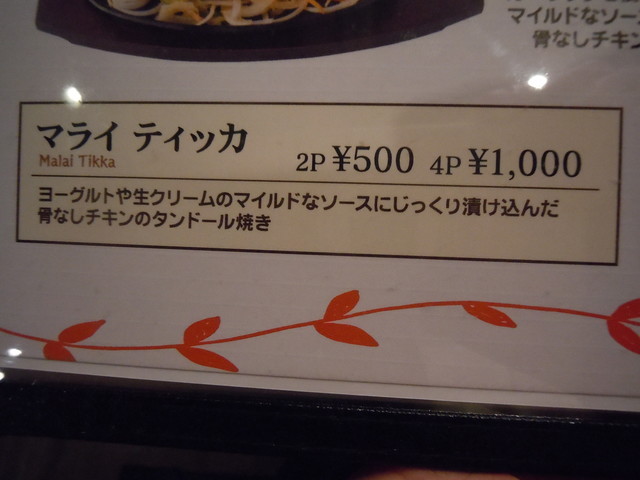 マイルドなソー
骨なしチキン
マライ ティッカ
Malai Tikka
2P ¥500 4P ¥1,000
ヨーグルトや生クリームのマイルドなソースにじっくり漬け込んだ
骨なしチキンのタンドール焼き